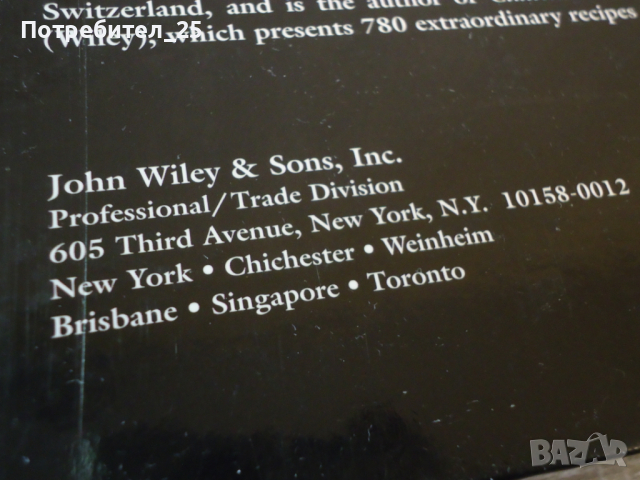 Switzerland, and is the author of
Потребител_25
(Wiley), which presents 780 extraordinary recipes
John Wiley & Sons, Inc.
Professional/Trade Division
605 Third Avenue, New York, N.Y. 10158-0012
New York • Chichester • Weinheim
Brisbane • Singapore • Toronto
BAZAR